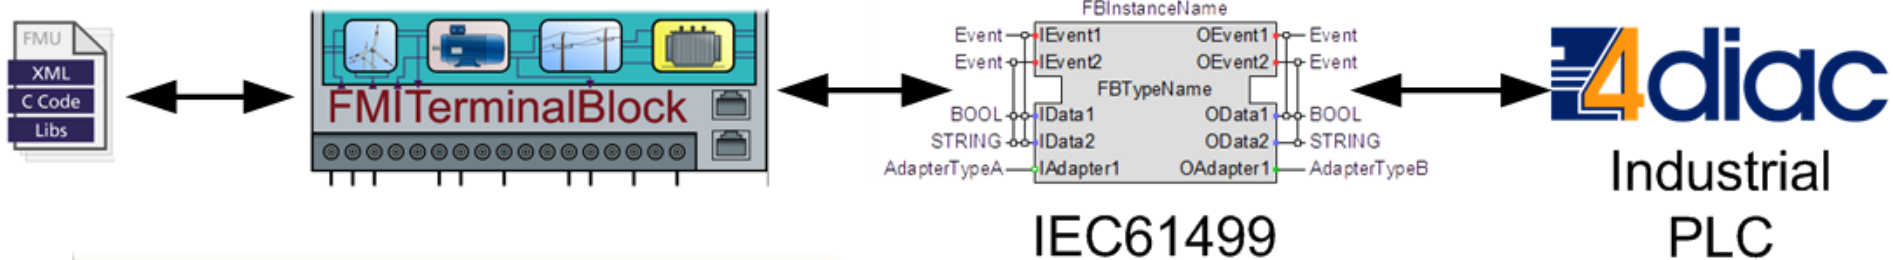 FMU
XML
C Code
Libs
FMITerminalBlock
FBInstanceName
Event IEvent1 OEvent1 Event
Event IEvent2 OEvent2 Event
FBTypeName
BOOL IData1 OData1 BOOL
STRING IData2 OData2 STRING
AdapterTypeA IAdapter1 OAdapter1 AdapterTypeB
IEC61499
4diac
Industrial
PLC